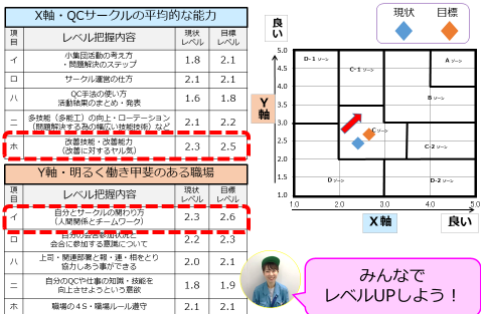 X軸・QCサークルの平均的な能力
項目 レベル把握内容 現状レベル 目標レベル
イ 小集団活動の考え方・問題解決のステップ 1.8 2.1
ロ サークル運営の仕方 2.1 2.1
ハ QC手法の使い方 活動結果のまとめ・発表 1.6 1.8
ニ 多技能(多能工)の向上・ローテーション(問題解決する為の幅広い技能技術)など 2.1 2.2
ホ 改善技能・改善能力(改善に対するヤル気) 2.3 2.5
Y軸・明るく働き甲斐のある職場
項目 レベル把握内容 現状レベル 目標レベル
イ 自分とサークルの関わり方(人間関係とチームワーク) 2.3 2.6
ロ 会合に参加する意識について 2.2 2.3
ハ 上司・関連部署と報・連・相をとり協力しあう事ができる 2.0 2.1
ニ 自分のQCや仕事の知識・技能を向上させようという意欲 1.8 1.9
ホ 職場の4S・職場ルール遵守 2.1 2.1
現状 目標
良い
Y軸
5.0
4.5
4.0
3.5
3.0
2.5
2.0
1.5
1.0
D-1 ゾーン
C-1 ゾーン
A ゾーン
B ゾーン
C ゾーン
C-2 ゾーン
D ゾーン
D-2 ゾーン
1.0 2.0 3.0 4.0 5.0
X軸 良い
みんなで
レベルUPしよう！